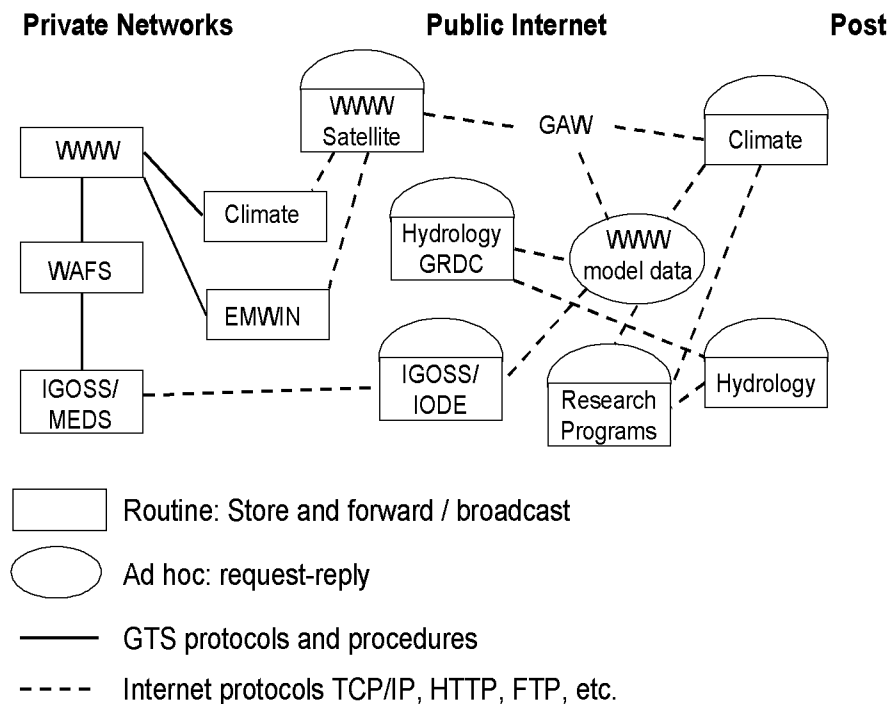 Private Networks
Public Internet
Post
WWW
Satellite
GAW
Climate
WWW
Climate
Hydrology
GRDC
WWW
model data
WAFS
EMWIN
IGOSS/
MEDS
IGOSS/
IODE
Research
Programs
Hydrology
Routine: Store and forward / broadcast
Ad hoc: request-reply
GTS protocols and procedures
Internet protocols TCP/IP, HTTP, FTP, etc.